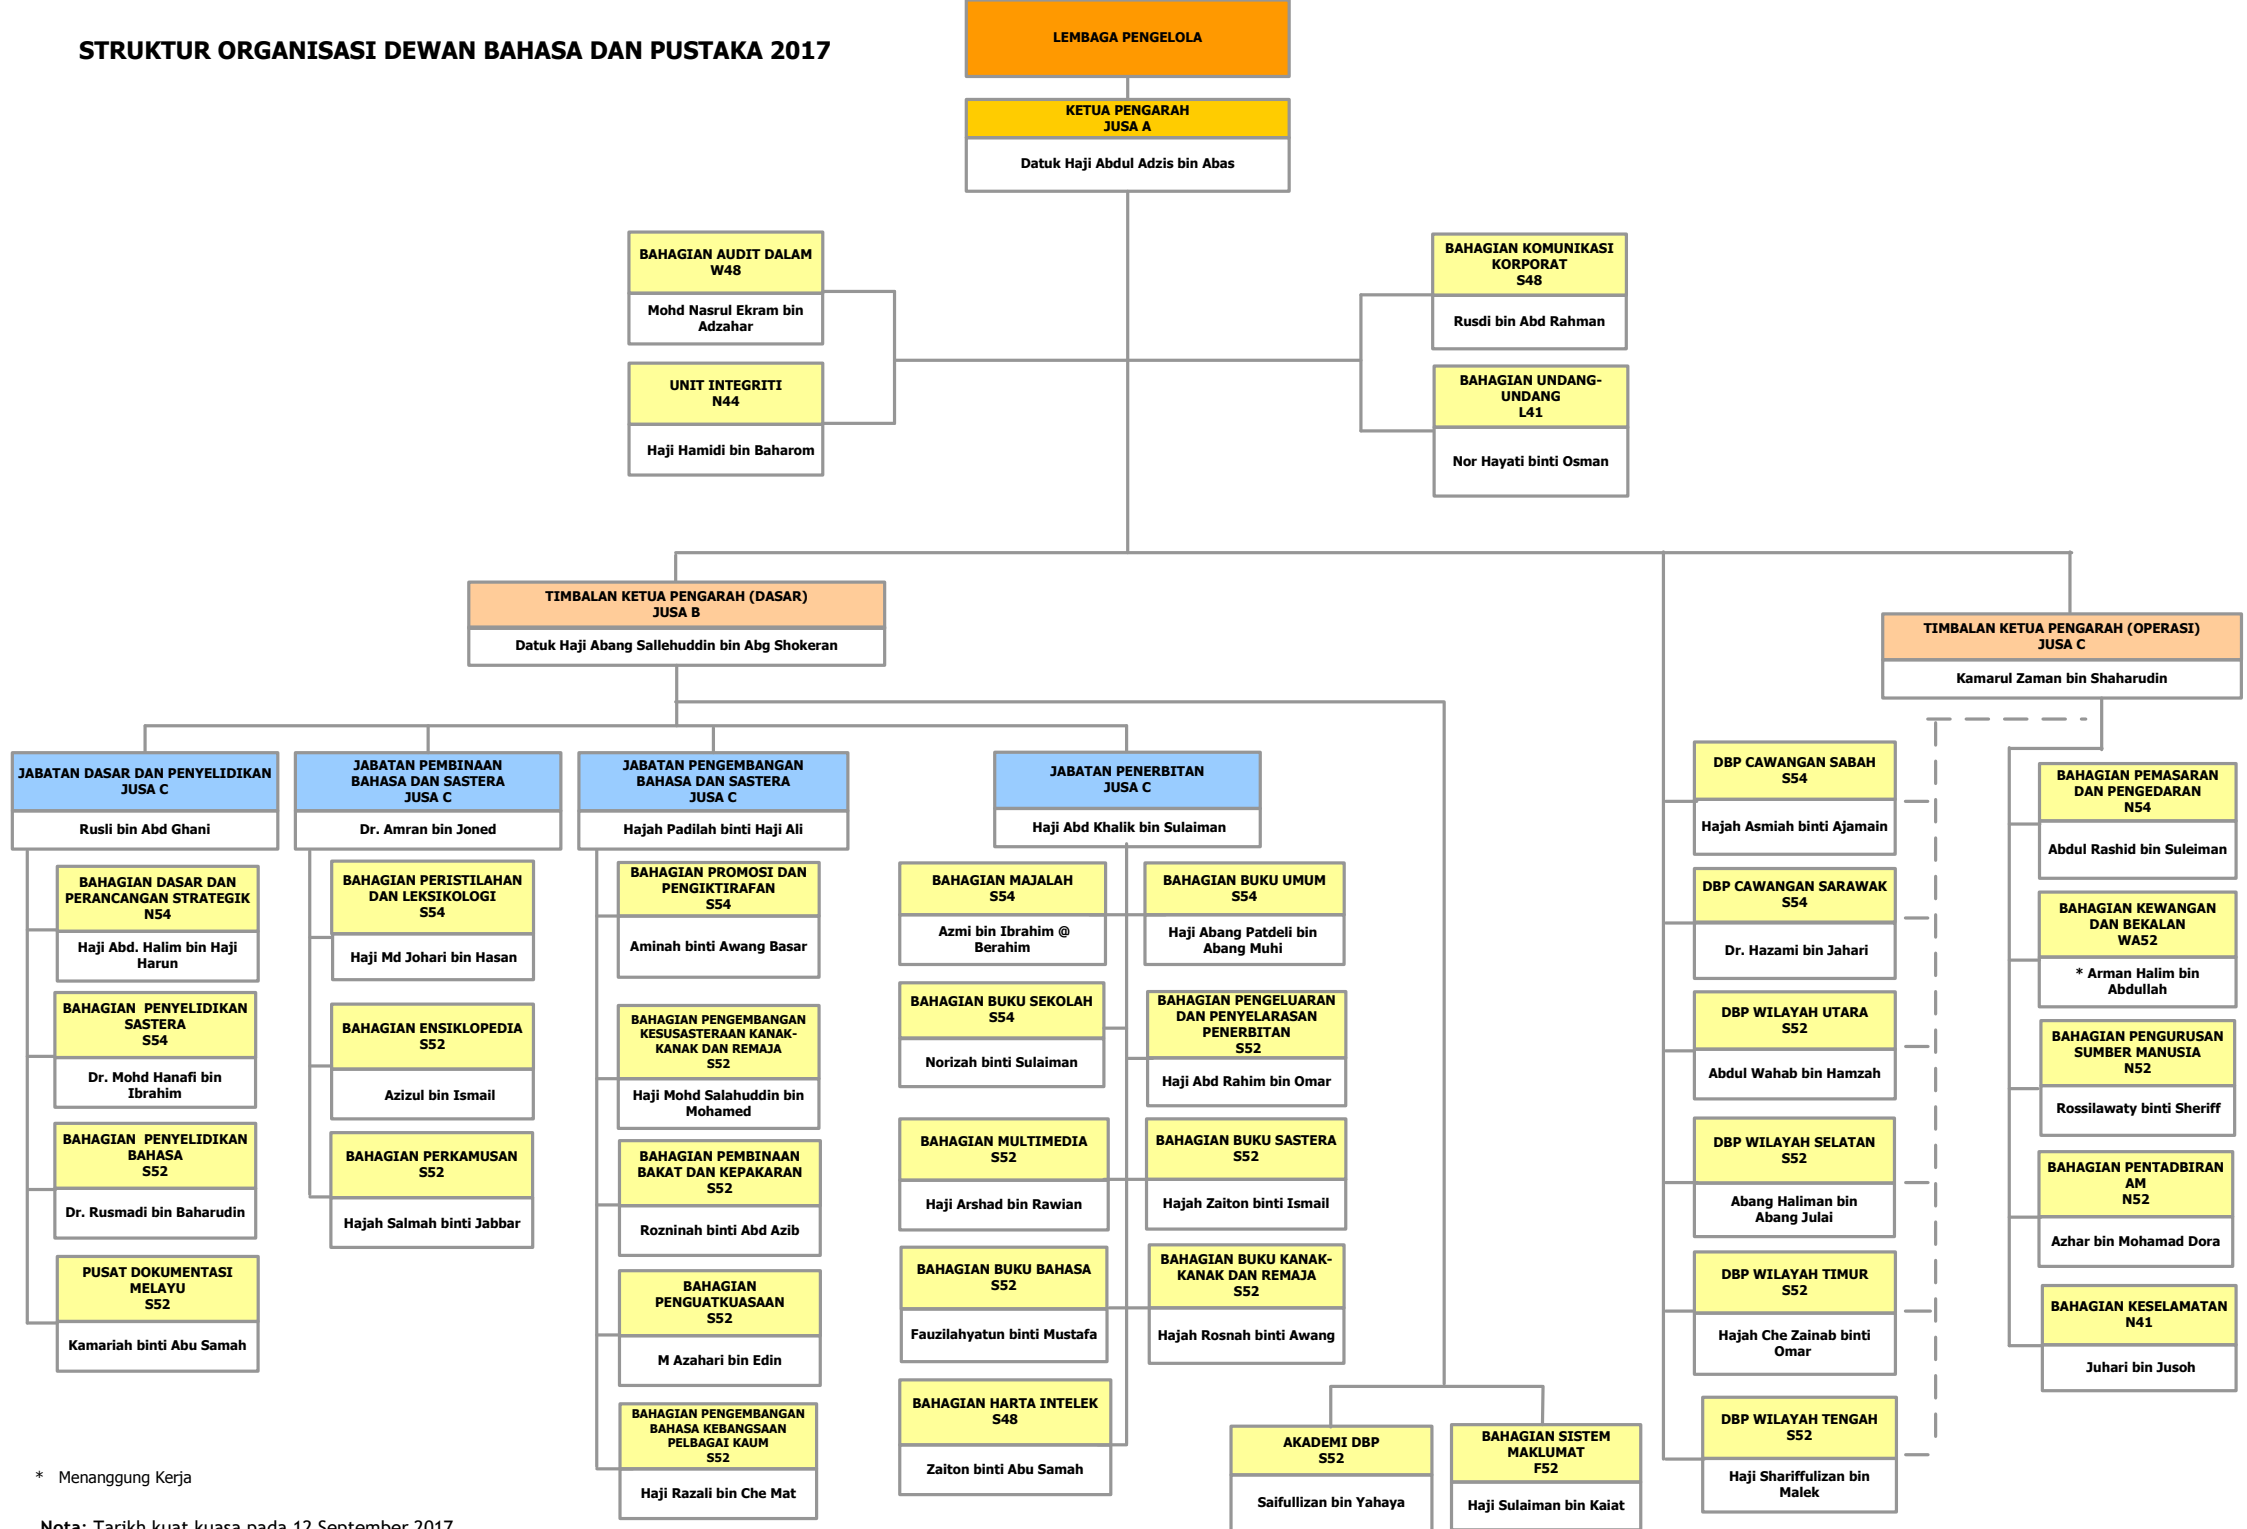 STRUKTUR ORGANISASI DEWAN BAHASA DAN PUSTAKA 2017
LEMBAGA PENGELOLA
KETUA PENGARAH
JUSA A
Datuk Haji Abdul Adzis bin Abas
BAHAGIAN AUDIT DALAM
W48
Mohd Nasrul Ekram bin
Adzahar
UNIT INTEGRITI
N44
Haji Hamidi bin Baharom
BAHAGIAN KOMUNIKASI
KORPORAT
S48
Rusdi bin Abd Rahman
BAHAGIAN UNDANG-
UNDANG
L41
Nor Hayati binti Osman
TIMBALAN KETUA PENGARAH (DASAR)
JUSA B
Datuk Haji Abang Sallehuddin bin Abg Shokeran
TIMBALAN KETUA PENGARAH (OPERASI)
JUSA C
Kamarul Zaman bin Shaharudin
JABATAN DASAR DAN PENYELIDIKAN
JUSA C
Rusli bin Abd Ghani
BAHAGIAN DASAR DAN
PERANCANGAN STRATEGIK
N54
Haji Abd. Halim bin Haji
Harun
BAHAGIAN  PENYELIDIKAN
SASTERA
S54
Dr. Mohd Hanafi bin
Ibrahim
BAHAGIAN  PENYELIDIKAN
BAHASA
S52
Dr. Rusmadi bin Baharudin
PUSAT DOKUMENTASI
MELAYU
S52
Kamariah binti Abu Samah
JABATAN PEMBINAAN
BAHASA DAN SASTERA
JUSA C
Dr. Amran bin Joned
BAHAGIAN PERISTILAHAN
DAN LEKSIKOLOGI
S54
Haji Md Johari bin Hasan
BAHAGIAN ENSIKLOPEDIA
S52
Azizul bin Ismail
BAHAGIAN PERKAMUSAN
S52
Hajah Salmah binti Jabbar
JABATAN PENGEMBANGAN
BAHASA DAN SASTERA
JUSA C
Hajah Padilah binti Haji Ali
BAHAGIAN PROMOSI DAN
PENGIKTIRAFAN
S54
Aminah binti Awang Basar
BAHAGIAN PENGEMBANGAN
KESUSASTERAAN KANAK-
KANAK DAN REMAJA
S52
Haji Mohd Salahuddin bin
Mohamed
BAHAGIAN PEMBINAAN
BAKAT DAN KEPAKARAN
S52
Rozninah binti Abd Azib
BAHAGIAN
PENGUATKUASAAN
S52
M Azahari bin Edin
BAHAGIAN PENGEMBANGAN
BAHASA KEBANGSAAN
PELBAGAI KAUM
S52
Haji Razali bin Che Mat
JABATAN PENERBITAN
JUSA C
Haji Abd Khalik bin Sulaiman
BAHAGIAN MAJALAH
S54
Azmi bin Ibrahim @
Berahim
BAHAGIAN BUKU UMUM
S54
Haji Abang Patdeli bin
Abang Muhi
BAHAGIAN BUKU SEKOLAH
S54
Norizah binti Sulaiman
BAHAGIAN PENGELUARAN
DAN PENYELARASAN
PENERBITAN
S52
Haji Abd Rahim bin Omar
BAHAGIAN MULTIMEDIA
S52
Haji Arshad bin Rawian
BAHAGIAN BUKU SASTERA
S52
Hajah Zaiton binti Ismail
BAHAGIAN BUKU BAHASA
S52
Fauzilahyatun binti Mustafa
BAHAGIAN BUKU KANAK-
KANAK DAN REMAJA
S52
Hajah Rosnah binti Awang
BAHAGIAN HARTA INTELEK
S48
Zaiton binti Abu Samah
AKADEMI DBP
S52
Saifullizan bin Yahaya
BAHAGIAN SISTEM
MAKLUMAT
F52
Haji Sulaiman bin Kaiat
DBP CAWANGAN SABAH
S54
Hajah Asmiah binti Ajamain
DBP CAWANGAN SARAWAK
S54
Dr. Hazami bin Jahari
DBP WILAYAH UTARA
S52
Abdul Wahab bin Hamzah
DBP WILAYAH SELATAN
S52
Abang Haliman bin
Abang Julai
DBP WILAYAH TIMUR
S52
Hajah Che Zainab binti
Omar
DBP WILAYAH TENGAH
S52
Haji Shariffulizan bin
Malek
BAHAGIAN PEMASARAN
DAN PENGEDARAN
N54
Abdul Rashid bin Suleiman
BAHAGIAN KEWANGAN
DAN BEKALAN
WA52
* Arman Halim bin
Abdullah
BAHAGIAN PENGURUSAN
SUMBER MANUSIA
N52
Rossilawaty binti Sheriff
BAHAGIAN PENTADBIRAN
AM
N52
Azhar bin Mohamad Dora
BAHAGIAN KESELAMATAN
N41
Juhari bin Jusoh
* Menanggung Kerja
Nota: Tarikh kuat kuasa pada 12 September 2017